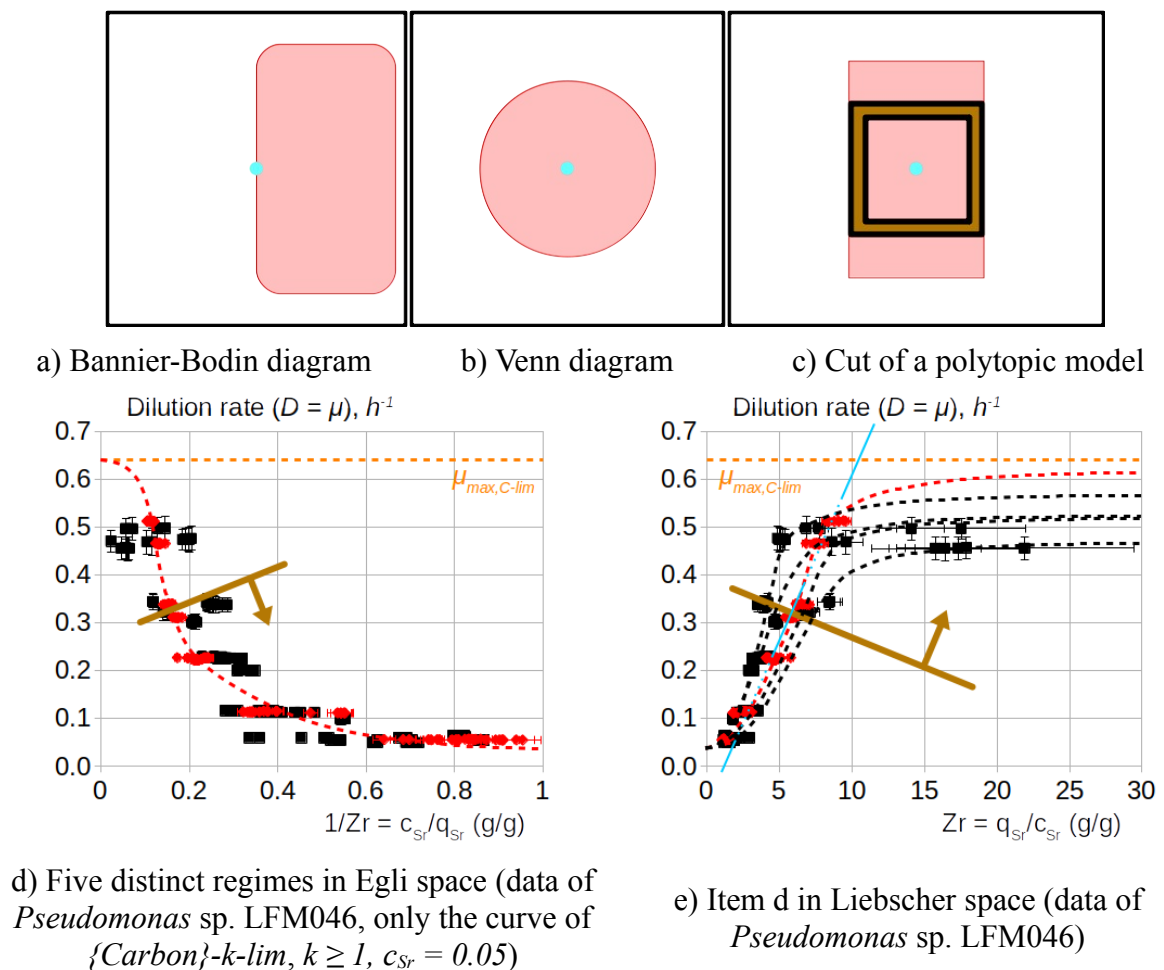 a) Bannier-Bodin diagram
b) Venn diagram
c) Cut of a polytopic model
Dilution rate (D = μ), h⁻¹
0.7
0.6
0.5
0.4
0.3
0.2
0.1
0.0
μmax,C-lim
0 0.2 0.4 0.6 0.8 1
1/Zr = cSr/qSr (g/g)
Dilution rate (D = μ), h⁻¹
0.7
0.6
0.5
0.4
0.3
0.2
0.1
0.0
μmax,C-lim
0 5 10 15 20 25 30
Zr = qSr/cSr (g/g)
d) Five distinct regimes in Egli space (data of
Pseudomonas sp. LFM046, only the curve of
{Carbon}-k-lim, k ≥ 1, cSr = 0.05)
e) Item d in Liebscher space (data of
Pseudomonas sp. LFM046)